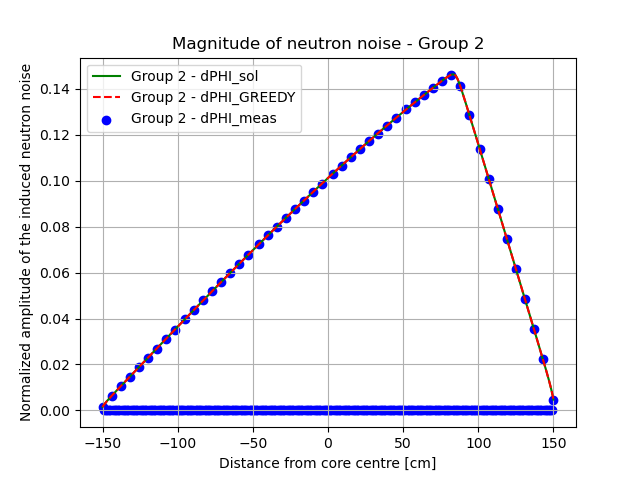 Magnitude of neutron noise - Group 2
Normalized amplitude of the induced neutron noise
0.14
0.12
0.10
0.08
0.06
0.04
0.02
0.00
Group 2 - dPHI_sol
Group 2 - dPHI_GREEDY
Group 2 - dPHI_meas
−150 −100 −50 0 50 100 150
Distance from core centre [cm]